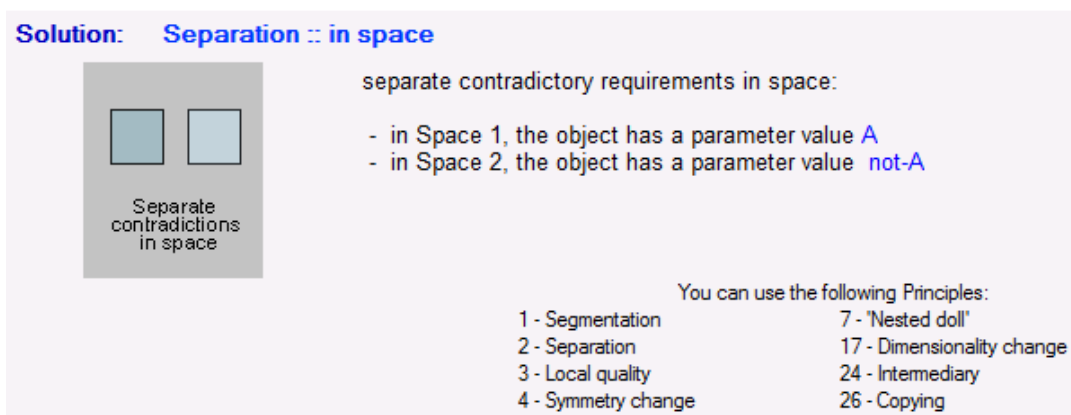 Solution: Separation :: in space
separate contradictory requirements in space:
- in Space 1, the object has a parameter value A
- in Space 2, the object has a parameter value not-A
Separate
contradictions
in space
You can use the following Principles:
1 - Segmentation
2 - Separation
3 - Local quality
4 - Symmetry change
7 - 'Nested doll'
17 - Dimensionality change
24 - Intermediary
26 - Copying